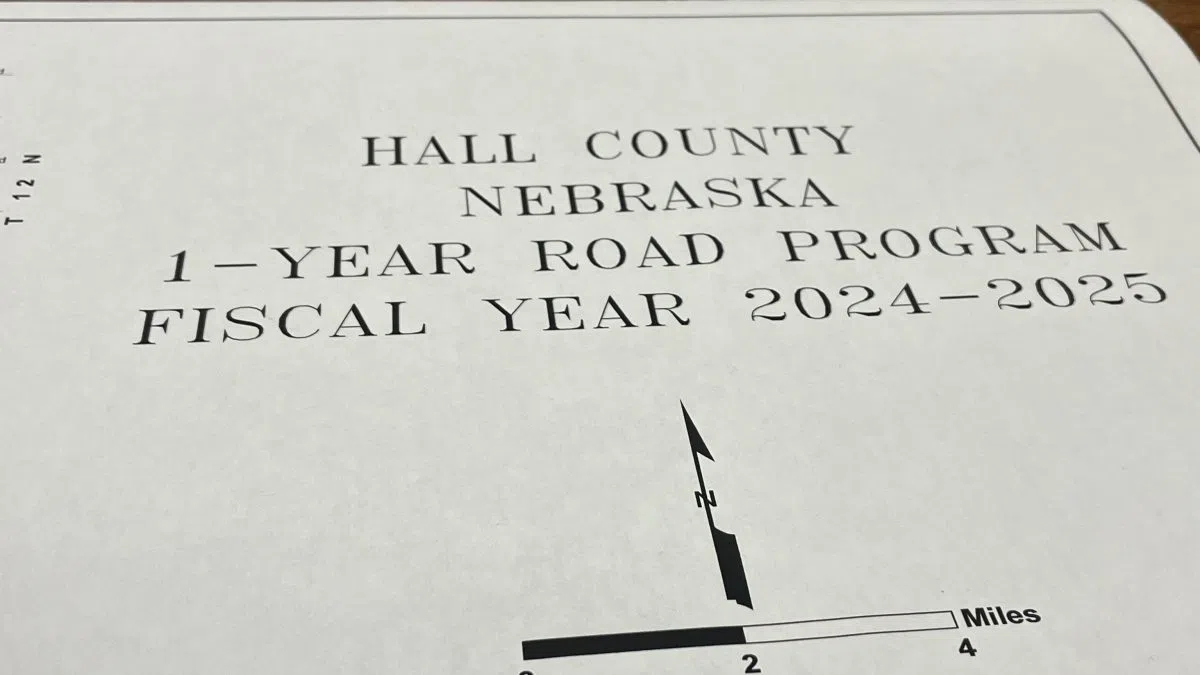 HALL COUNTY
NEBRASKA
1-YEAR ROAD PROGRAM
FISCAL YEAR 2024-2025
T 12 N
N
Miles
2
4